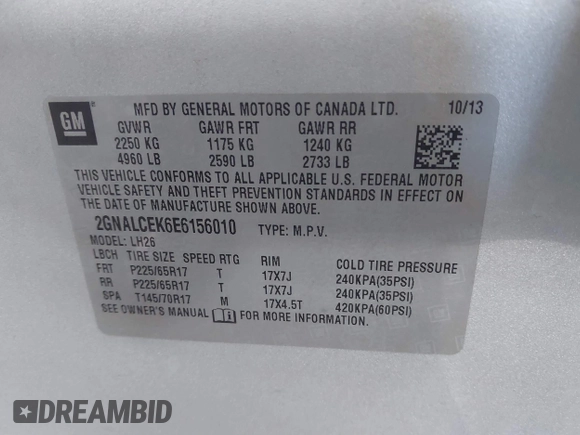 GM
MFD BY GENERAL MOTORS OF CANADA LTD. 10/13
GVWR GAWR FRT GAWR RR
2250 KG 1175 KG 1240 KG
4960 LB 2590 LB 2733 LB
THIS VEHICLE CONFORMS TO ALL APPLICABLE U.S. FEDERAL MOTOR
VEHICLE SAFETY AND THEFT PREVENTION STANDARDS IN EFFECT ON
THE DATE OF MANUFACTURE SHOWN ABOVE.
2GNALCEK6E6156010 TYPE: M.P.V.
MODEL: LH26
LBCH TIRE SIZE SPEED RTG RIM COLD TIRE PRESSURE
FRT P225/65R17 T 17X7J 240KPA(35PSI)
RR P225/65R17 T 17X7J 240KPA(35PSI)
SPA T145/70R17 M 17X4.5T 420KPA(60PSI)
SEE OWNER'S MANUAL FOR MORE INFORMATION.
DREAMBID